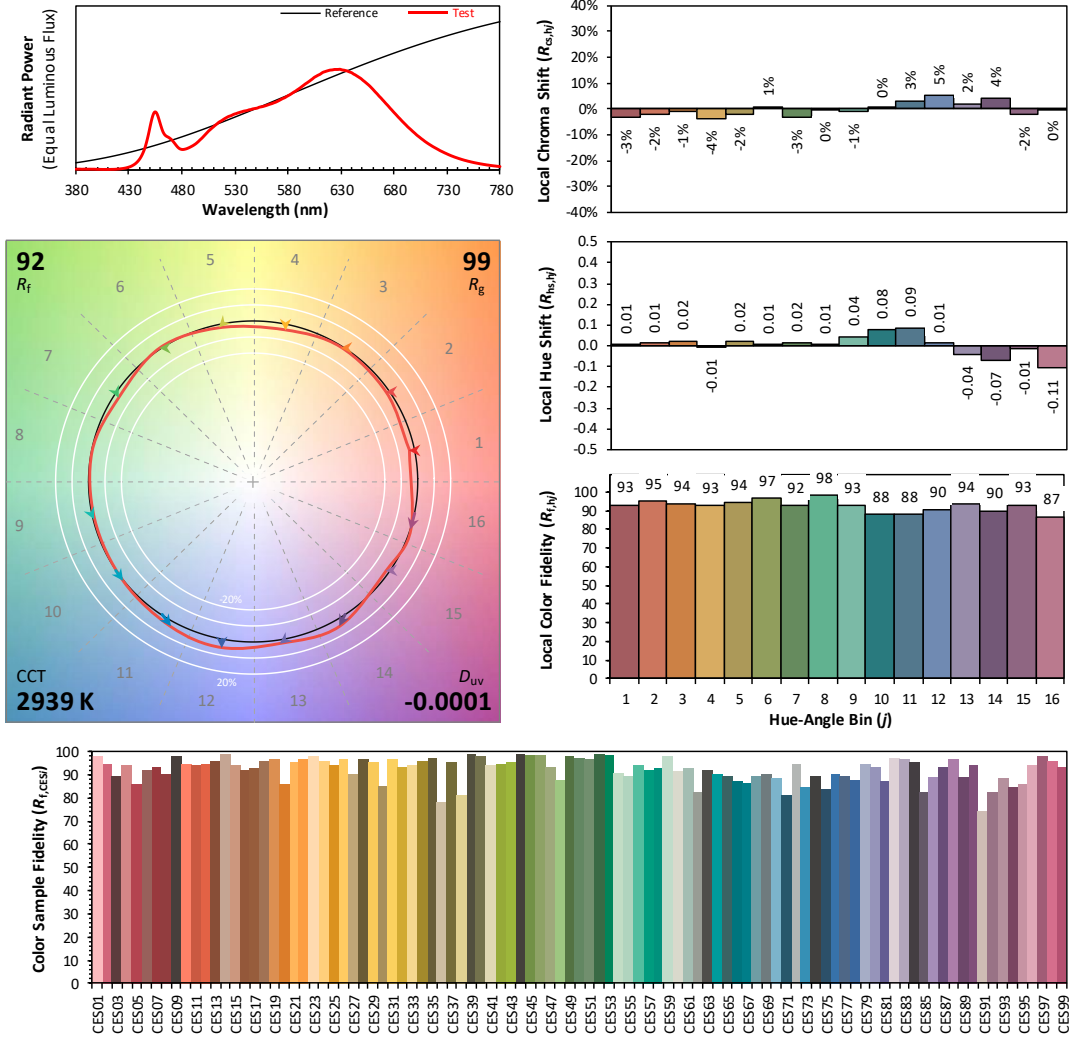 Reference Test
Radiant Power
(Equal Luminous Flux)
380 430 480 530 580 630 680 730 780
Wavelength (nm)
Local Chroma Shift (Rcs,hj)
40%
30%
20%
10%
0%
-10%
-20%
-30%
-40%
-3% -2% -1% -4% -2% 1% -3% 0% -1% 0% 3% 5% 2% 4% -2% 0%
92
Rf
99
Rg
5 4
6 3
7 2
8 1
9 16
10 15
11 14
12 13
-20%
20%
CCT
2939 K
Duv
-0.0001
Local Hue Shift (Rhs,hj)
0.5
0.4
0.3
0.2
0.1
0.0
-0.1
-0.2
-0.3
-0.4
-0.5
0.01 0.01 0.02 -0.01 0.02 0.01 0.02 0.01 0.04 0.08 0.09 0.01 -0.04 -0.07 -0.01 -0.11
Local Color Fidelity (Rf,hj)
100
90
80
70
60
50
40
30
20
10
0
93 95 94 93 94 97 92 98 93 88 88 90 94 90 93 87
1 2 3 4 5 6 7 8 9 10 11 12 13 14 15 16
Hue-Angle Bin (j)
Color Sample Fidelity (Rf,CESi)
100
90
80
70
60
50
40
30
20
10
0
CES01 CES03 CES05 CES07 CES09 CES11 CES13 CES15 CES17 CES19 CES21 CES23 CES25 CES27 CES29 CES31 CES33 CES35 CES37 CES39 CES41 CES43 CES45 CES47 CES49 CES51 CES53 CES55 CES57 CES59 CES61 CES63 CES65 CES67 CES69 CES71 CES73 CES75 CES77 CES79 CES81 CES83 CES85 CES87 CES89 CES91 CES93 CES95 CES97 CES99